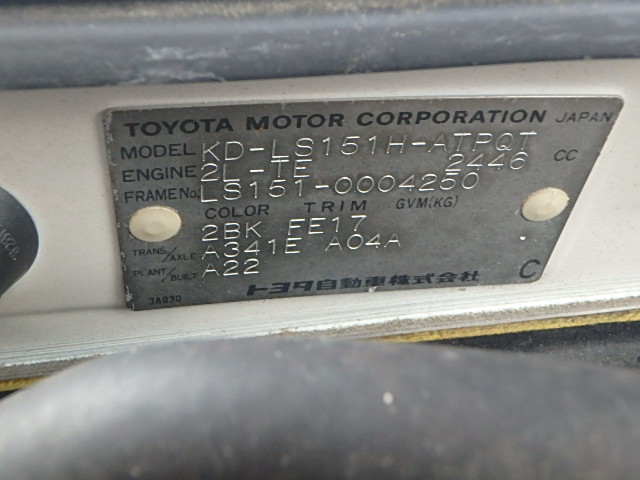 TOYOTA MOTOR CORPORATION JAPAN
MODEL KD-LS151H-ATPQT
ENGINE 2L-TE 2446 CC
FRAME No. LS151-0004250
COLOR TRIM GVM(KG)
2BK FE17
TRANS/AXLE A341E A04A
PLANT/BUILT A22
トヨタ自動車株式会社 C
3A030